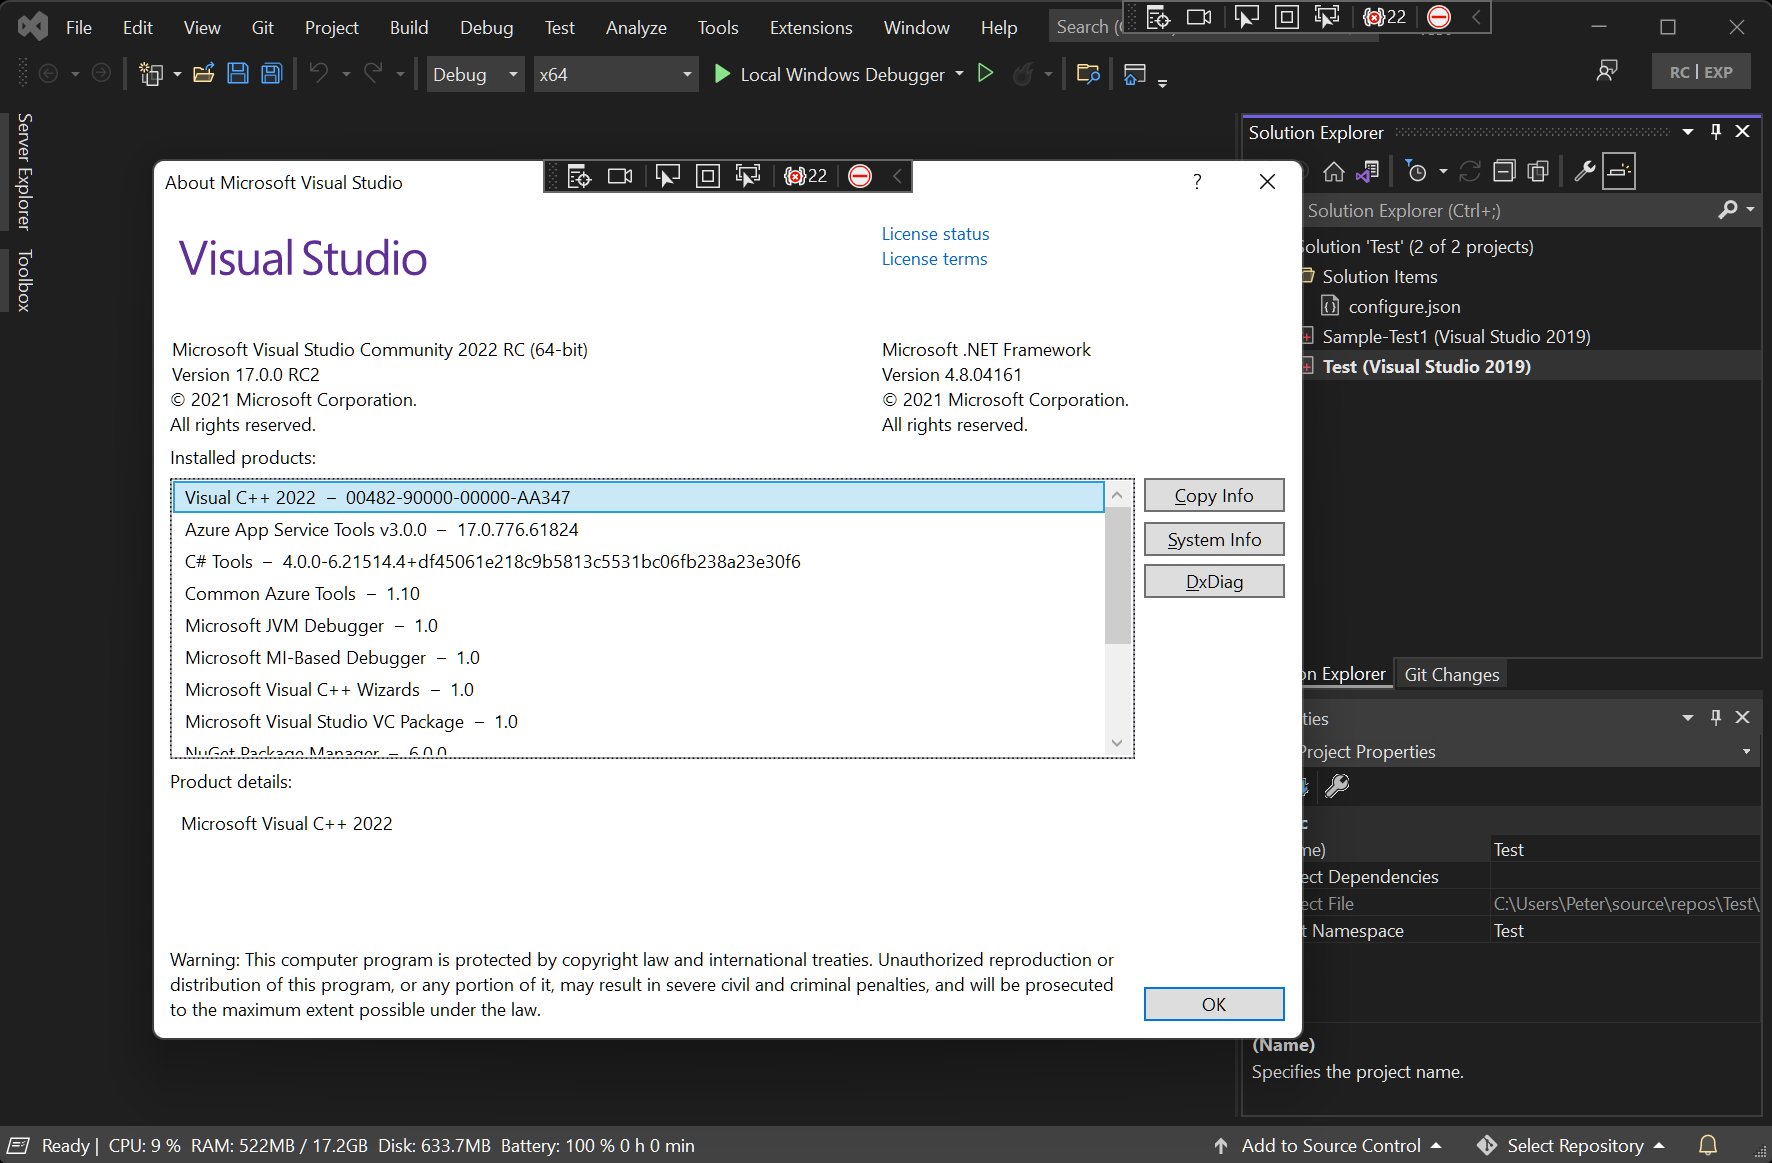 File Edit View Git Project Build Debug Test Analyze Tools Extensions Window Help Search (
22
Debug x64 Local Windows Debugger RC | EXP
Server Explorer
Toolbox
About Microsoft Visual Studio
22
?
Visual Studio
License status
License terms
Microsoft Visual Studio Community 2022 RC (64-bit)
Version 17.0.0 RC2
© 2021 Microsoft Corporation.
All rights reserved.
Microsoft .NET Framework
Version 4.8.04161
© 2021 Microsoft Corporation.
All rights reserved.
Installed products:
Visual C++ 2022 – 00482-90000-00000-AA347
Azure App Service Tools v3.0.0 – 17.0.776.61824
C# Tools – 4.0.0-6.21514.4+df45061e218c9b5813c5531bc06fb238a23e30f6
Common Azure Tools – 1.10
Microsoft JVM Debugger – 1.0
Microsoft MI-Based Debugger – 1.0
Microsoft Visual C++ Wizards – 1.0
Microsoft Visual Studio VC Package – 1.0
NuGet Package Manager – 6.0.0
Copy Info
System Info
DxDiag
Product details:
Microsoft Visual C++ 2022
Warning: This computer program is protected by copyright law and international treaties. Unauthorized reproduction or
distribution of this program, or any portion of it, may result in severe civil and criminal penalties, and will be prosecuted
to the maximum extent possible under the law.
OK
Solution Explorer
Solution Explorer (Ctrl+;)
olution 'Test' (2 of 2 projects)
Solution Items
configure.json
Sample-Test1 (Visual Studio 2019)
Test (Visual Studio 2019)
on Explorer Git Changes
ties
Project Properties
c
me) Test
ect Dependencies
ect File C:\Users\Peter\source\repos\Test\
t Namespace Test
(Name)
Specifies the project name.
Ready | CPU: 9 % RAM: 522MB / 17.2GB Disk: 633.7MB Battery: 100 % 0 h 0 min
Add to Source Control Select Repository